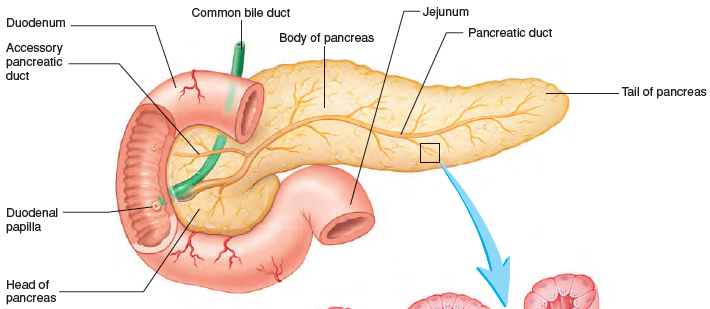 Duodenum
Common bile duct
Jejunum
Accessory
pancreatic
duct
Body of pancreas
Pancreatic duct
Tail of pancreas
Duodenal
papilla
Head of
pancreas